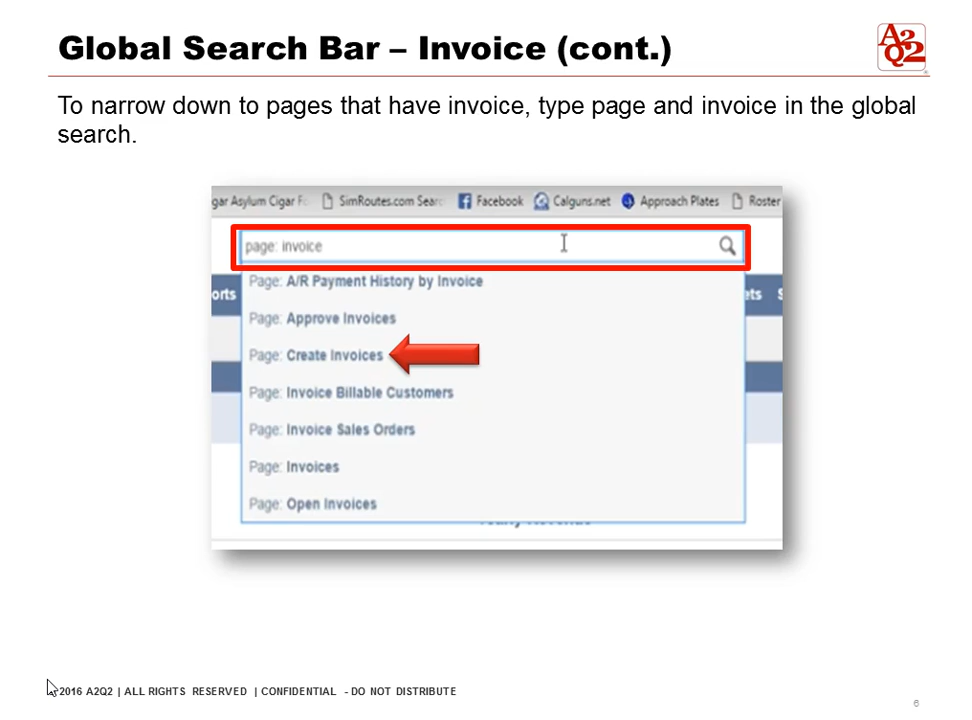 Global Search Bar – Invoice (cont.)
A2Q2
®
To narrow down to pages that have invoice, type page and invoice in the global
search.
gar Asylum Cigar Fo SimRoutes.com Searc Facebook Calguns.net Approach Plates Roster
page: invoice
Page: A/R Payment History by Invoice
orts ets S
Page: Approve Invoices
Page: Create Invoices
Page: Invoice Billable Customers
Page: Invoice Sales Orders
Page: Invoices
Page: Open Invoices
2016 A2Q2 | ALL RIGHTS RESERVED | CONFIDENTIAL - DO NOT DISTRIBUTE
6